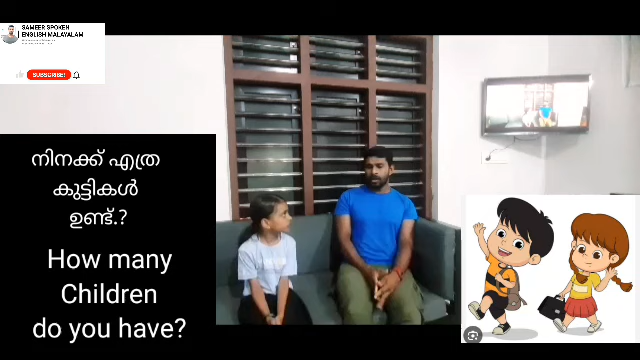 SAMEER SPOKEN
ENGLISH MALAYALAM
SUBSCRIBE!
നിനക്ക് എത്ര
കുട്ടികൾ
ഉണ്ട്.?
How many
Children
do you have?